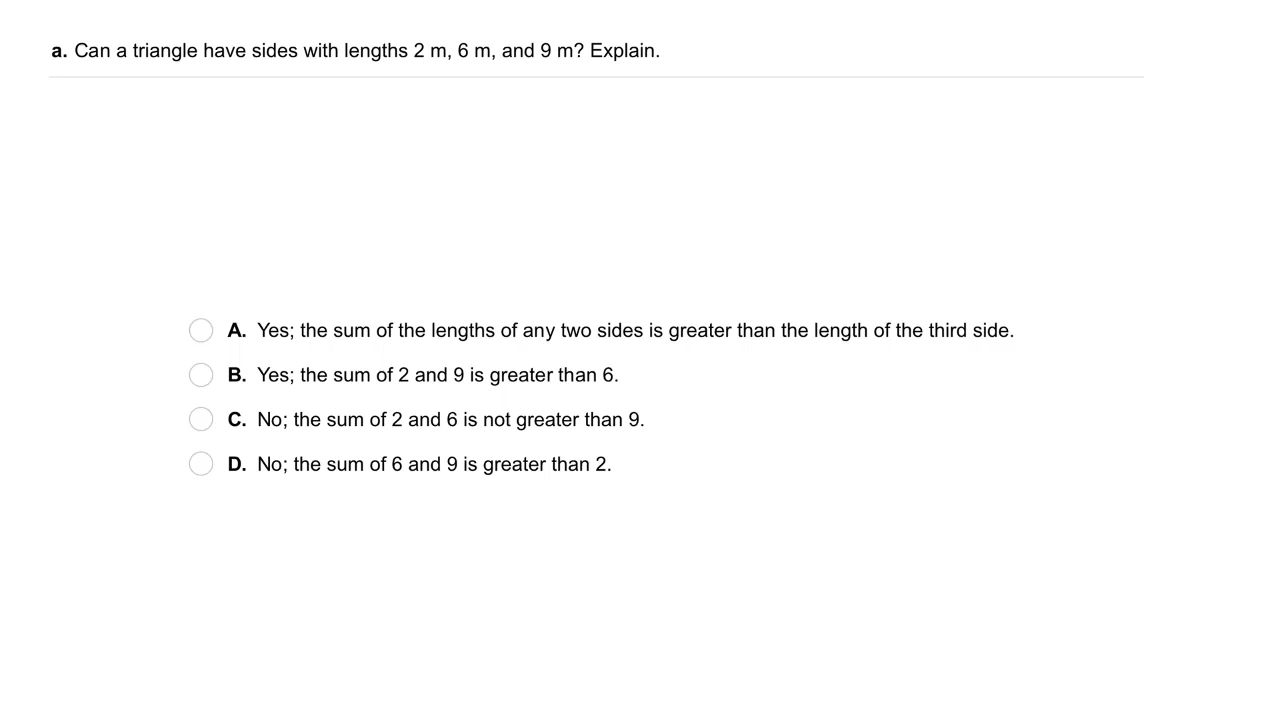 a. Can a triangle have sides with lengths 2 m, 6 m, and 9 m? Explain.
A. Yes; the sum of the lengths of any two sides is greater than the length of the third side.
B. Yes; the sum of 2 and 9 is greater than 6.
C. No; the sum of 2 and 6 is not greater than 9.
D. No; the sum of 6 and 9 is greater than 2.